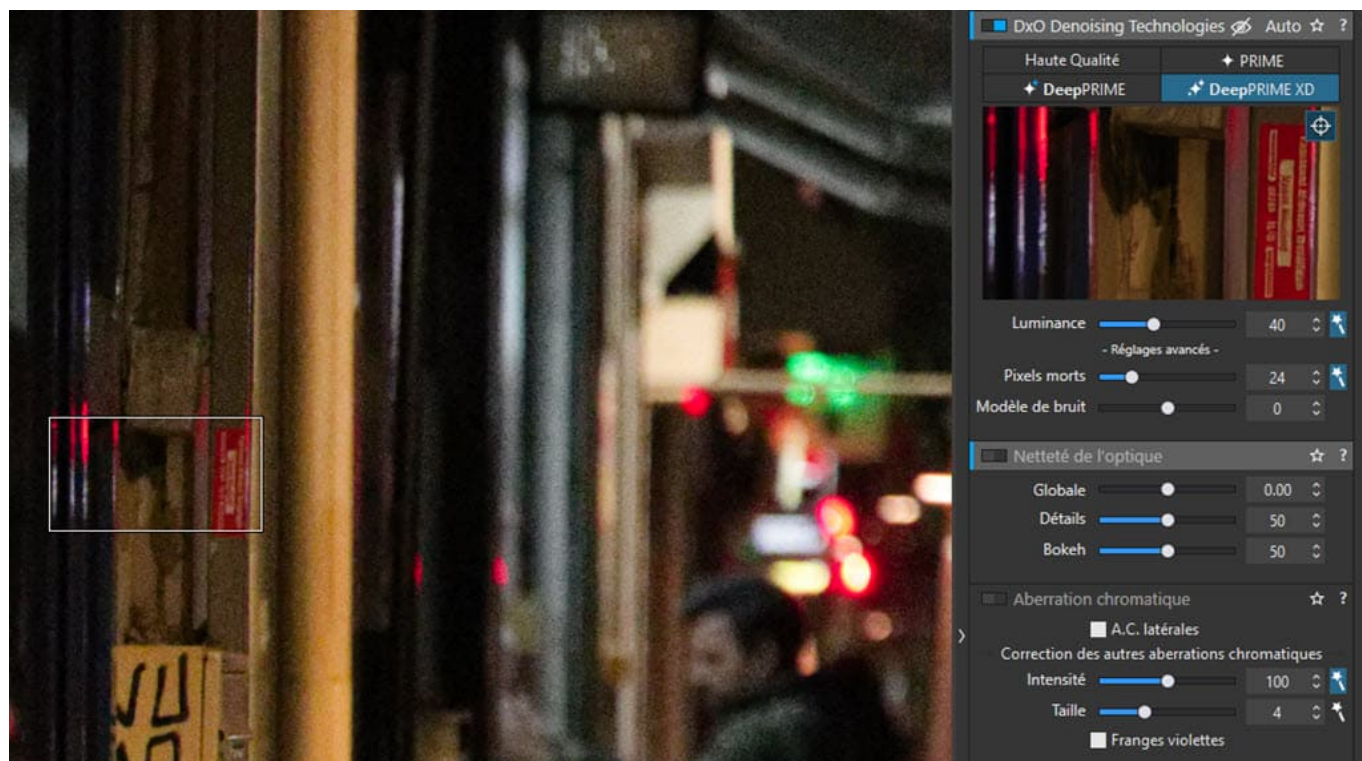 DxO Denoising Technologies Auto ☆ ?
Haute Qualité PRIME
DeepPRIME DeepPRIME XD
Luminance 40
- Réglages avancés -
Pixels morts 24
Modèle de bruit 0
Netteté de l'optique ☆ ?
Globale 0.00
Détails 50
Bokeh 50
Aberration chromatique ☆ ?
A.C. latérales
Correction des autres aberrations chromatiques
Intensité 100
Taille 4
Franges violettes